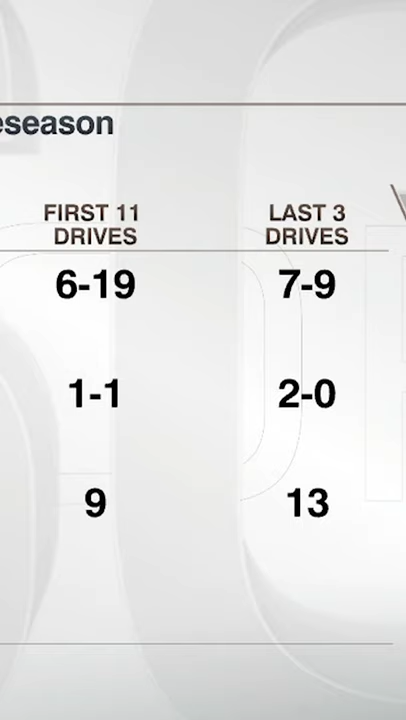 eseason
FIRST 11 LAST 3
DRIVES DRIVES
6-19 7-9
1-1 2-0
9 13